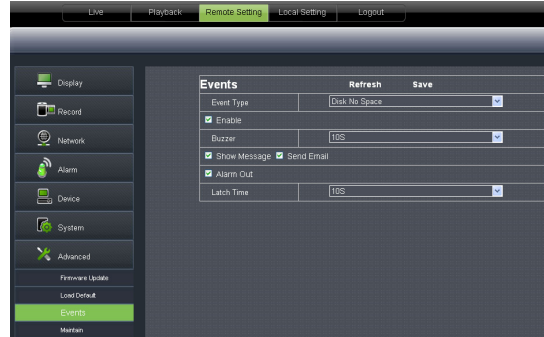 Live Playback Remote Setting Local Setting Logout
Display
Record
Network
Alarm
Device
System
Advanced
Firmware Update
Load Default
Events
Maintain
Events Refresh Save
Event Type Disk No Space
Enable
Buzzer 10S
Show Message Send Email
Alarm Out
Latch Time 10S